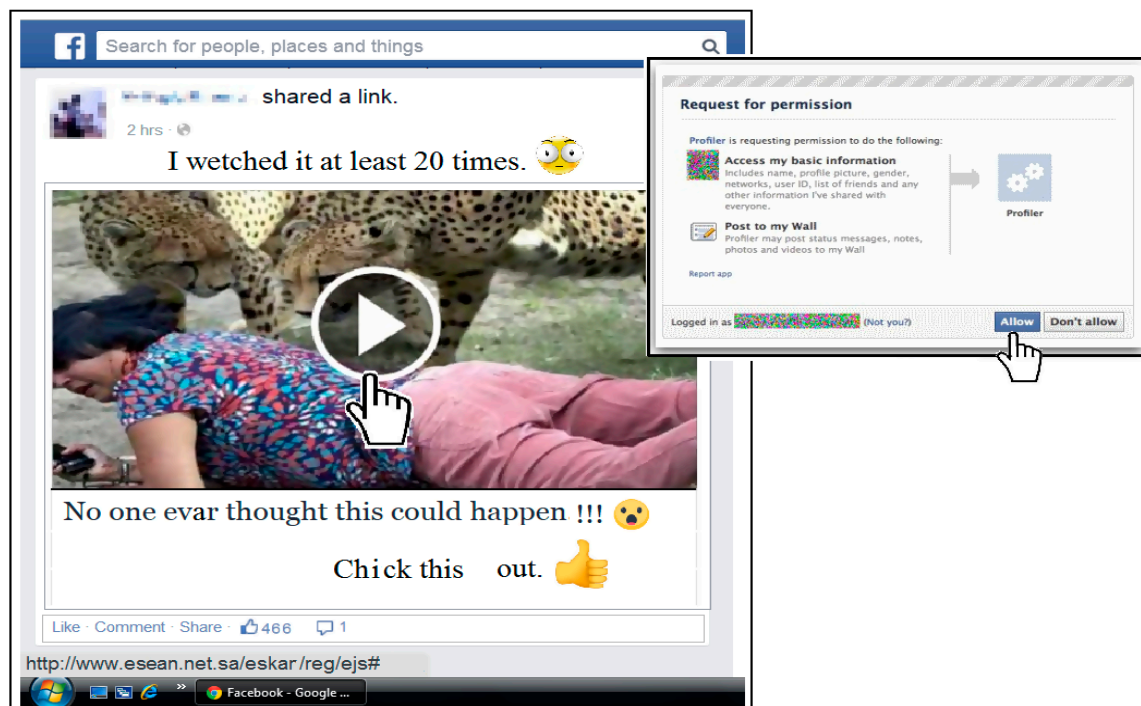 f
Search for people, places and things
shared a link.
2 hrs ·
I wetched it at least 20 times.
No one evar thought this could happen !!!
Chick this out.
Like · Comment · Share · 466 1
http://www.esean.net.sa/eskar/reg/ejs#
» Facebook - Google ...
Request for permission
Profiler is requesting permission to do the following:
Access my basic information
Includes name, profile picture, gender,
networks, user ID, list of friends and any
other information I've shared with
everyone.
Post to my Wall
Profiler may post status messages, notes,
photos and videos to my Wall
Profiler
Report app
Logged in as (Not you?)
Allow Don't allow